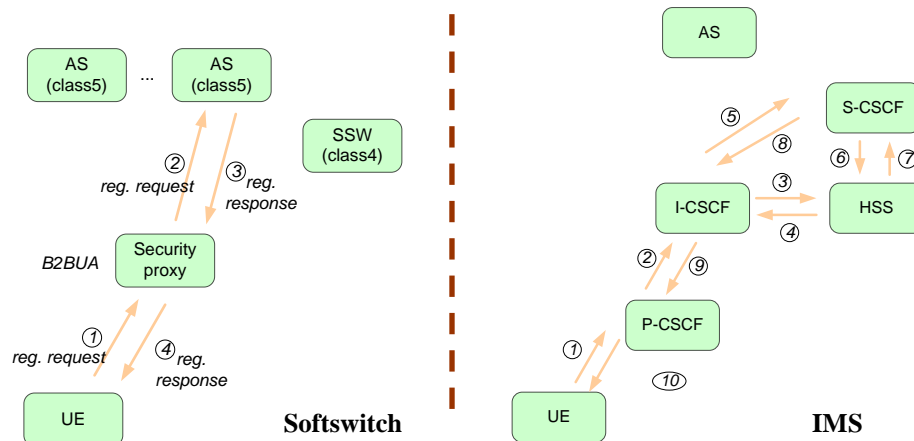 AS
(class5)
...
AS
(class5)
SSW
(class4)
2
reg. request
3
reg.
response
B2BUA
Security
proxy
1
reg. request
4
reg.
response
UE
Softswitch
AS
S-CSCF
5
8
6
7
3
I-CSCF
HSS
4
2
9
P-CSCF
1
10
UE
IMS